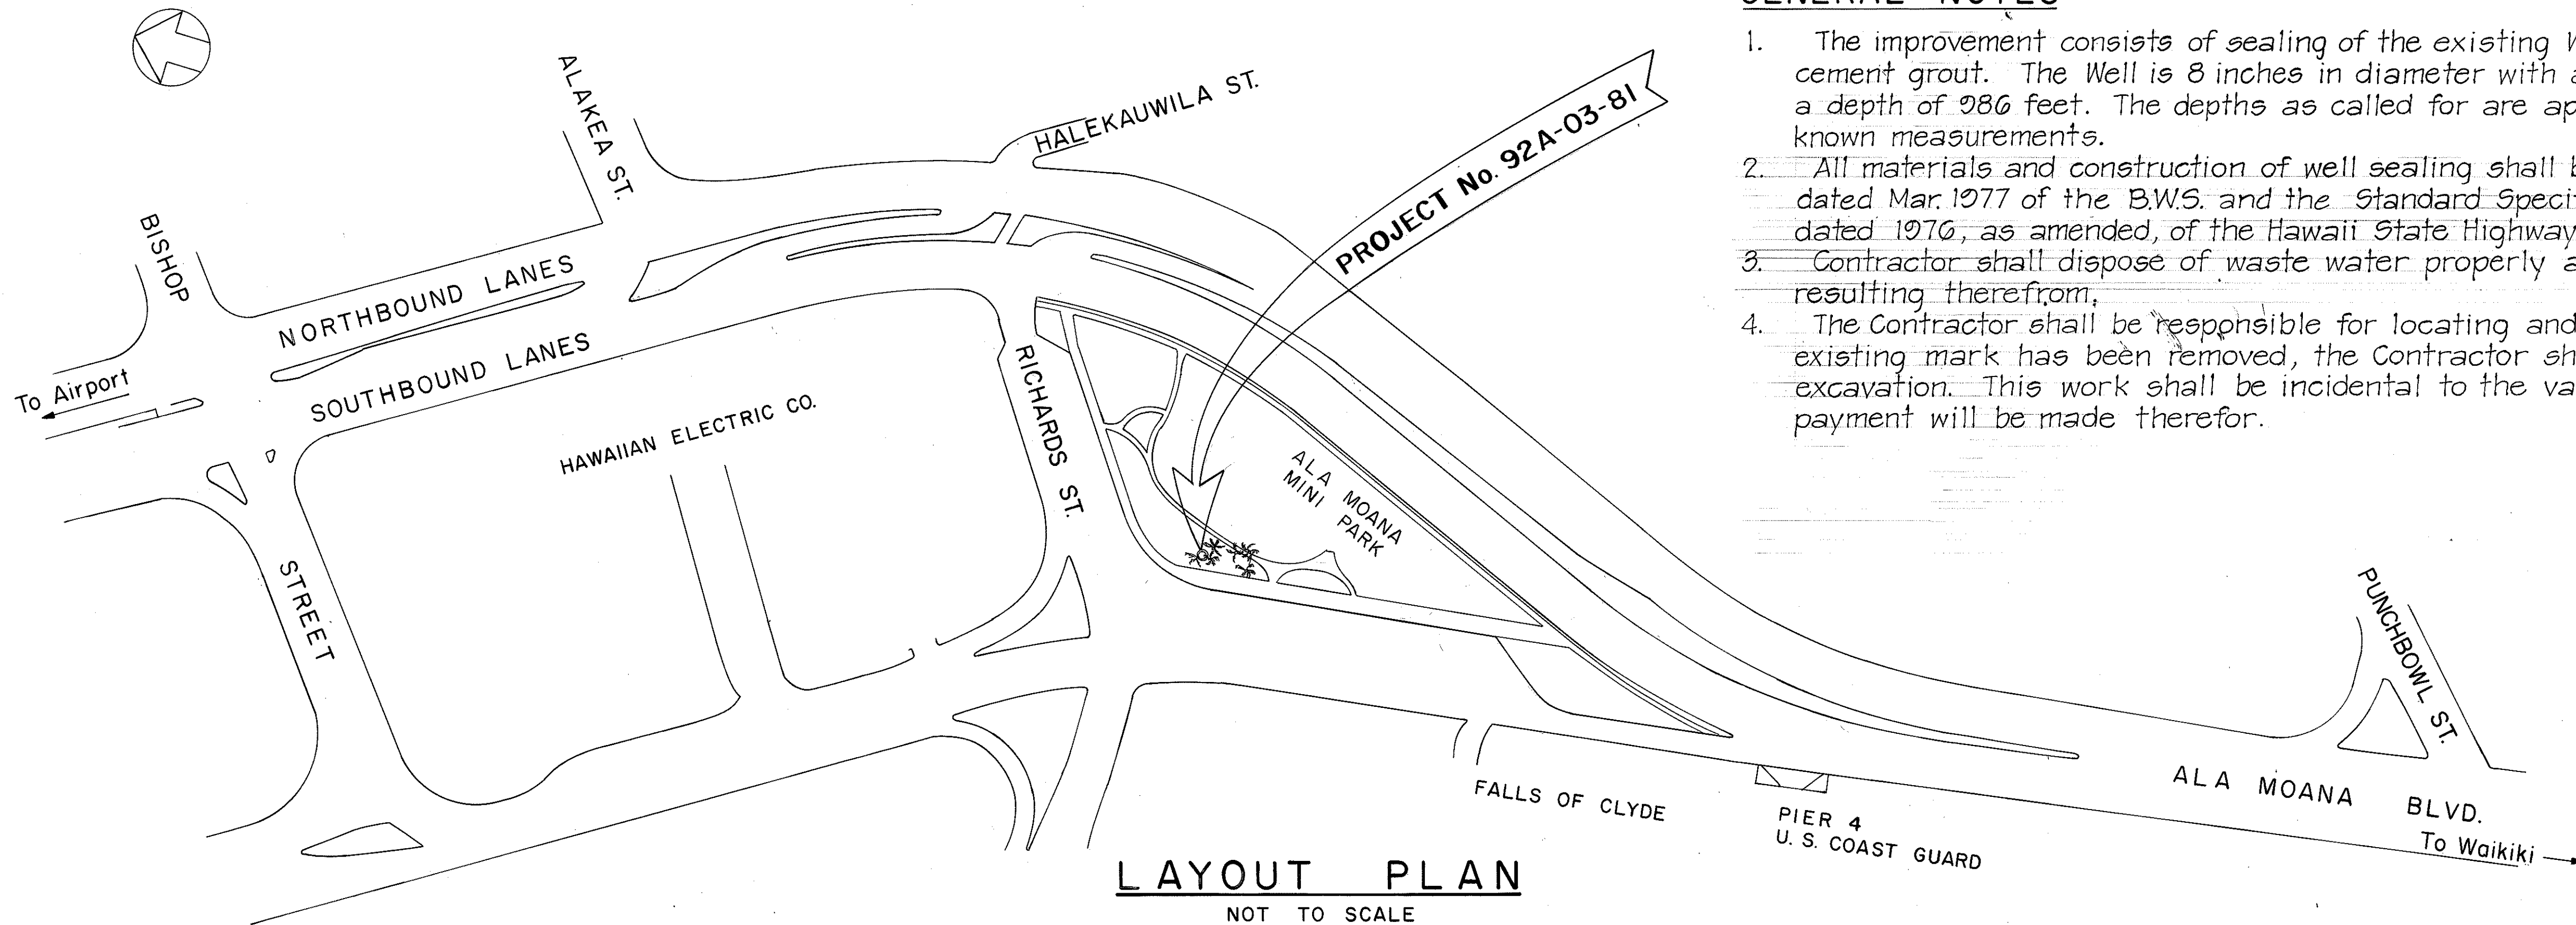 GENERAL NOTES
1. The improvement consists of sealing of the existing
cement grout. The Well is 8 inches in diameter with
a depth of 986 feet. The depths as called for are
known measurements.
2. All materials and construction of well sealing shall
dated Mar. 1977 of the B.W.S. and the Standard
dated 1976, as amended, of the Hawaii State Highway
3. Contractor shall dispose of waste water properly
resulting therefrom.
4. The Contractor shall be responsible for locating and
existing mark has been removed, the Contractor
excavation. This work shall be incidental to the
payment will be made therefor.
ALAKEA ST.
HALEKAUWILA ST.
PROJECT No. 92A-03-81
BISHOP
STREET
NORTHBOUND LANES
SOUTHBOUND LANES
To Airport
HAWAIIAN ELECTRIC CO.
RICHARDS ST.
ALA MOANA
MINI PARK
PUNCHBOWL ST.
FALLS OF CLYDE
PIER 4
U. S. COAST GUARD
ALA MOANA BLVD.
To Waikiki
LAYOUT PLAN
NOT TO SCALE